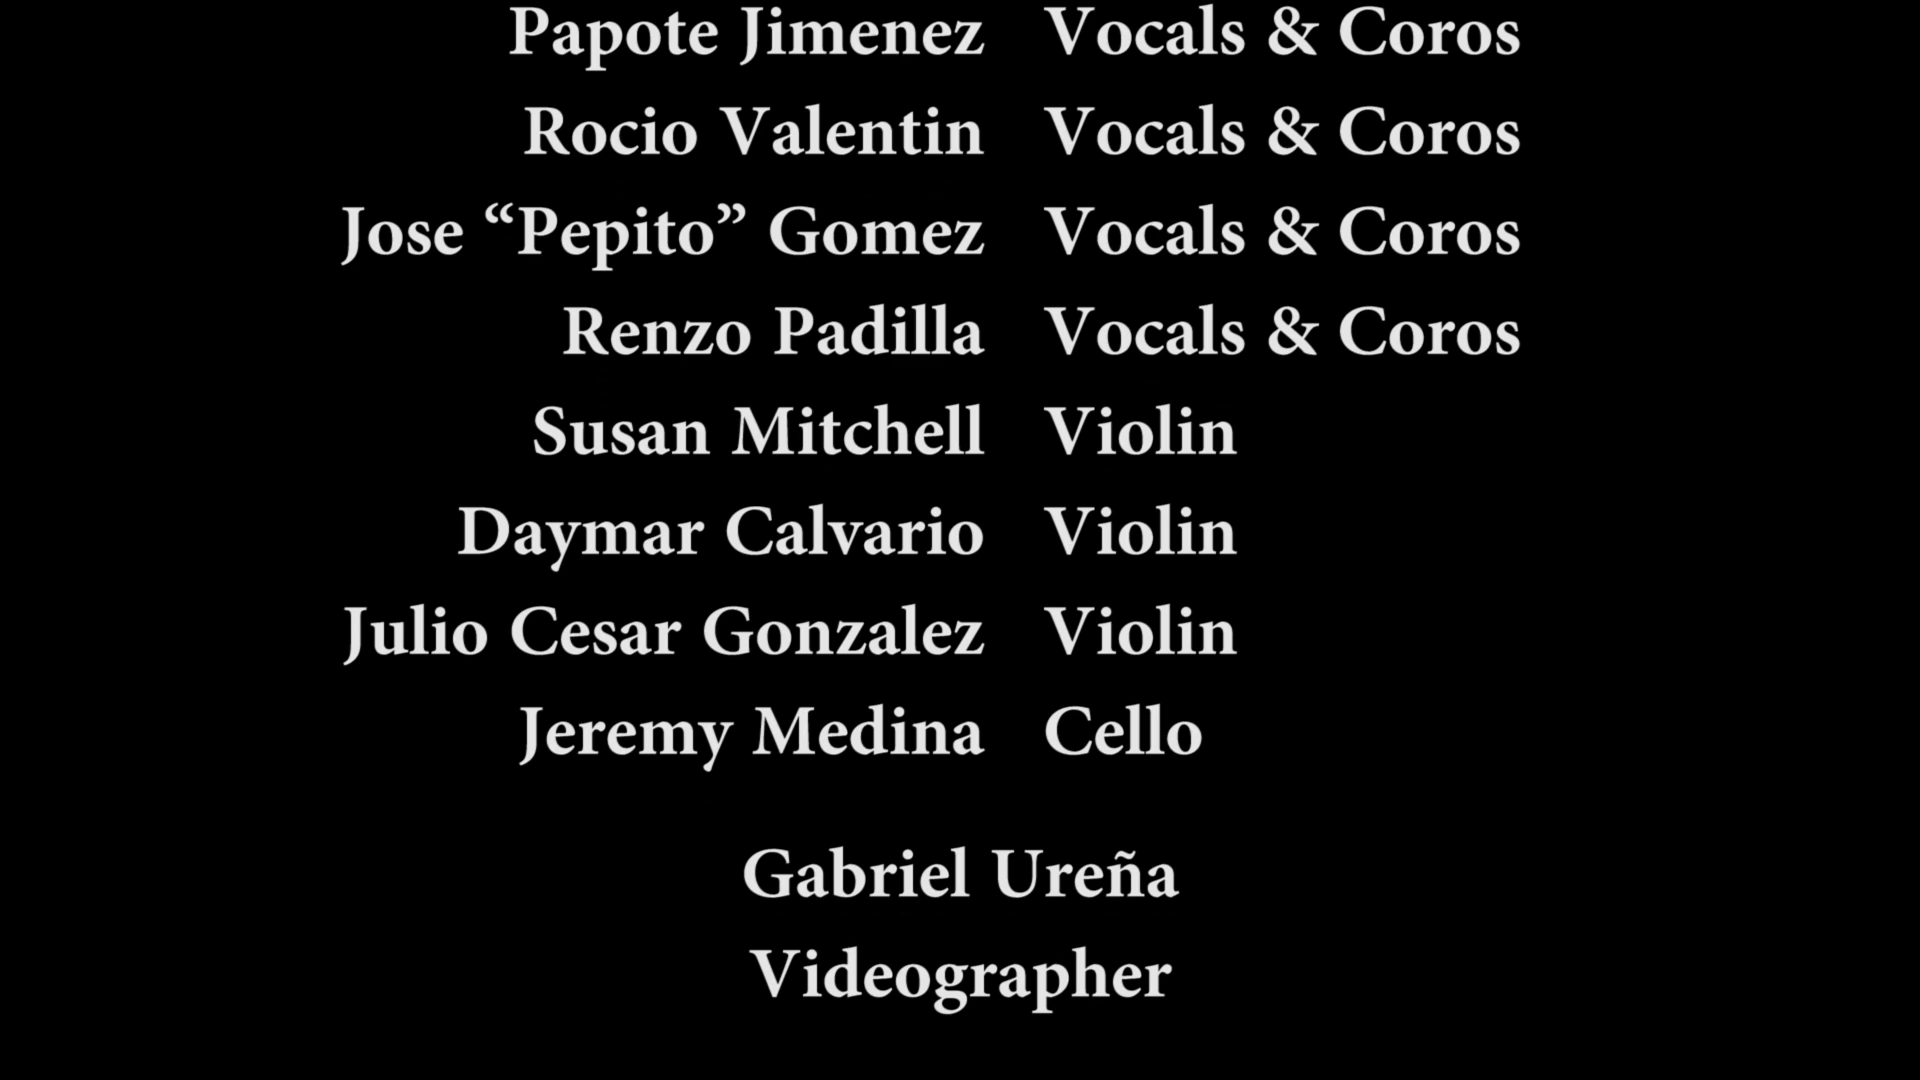 Papote Jimenez Vocals & Coros
Rocio Valentin Vocals & Coros
Jose “Pepito” Gomez Vocals & Coros
Renzo Padilla Vocals & Coros
Susan Mitchell Violin
Daymar Calvario Violin
Julio Cesar Gonzalez Violin
Jeremy Medina Cello
Gabriel Ureña
Videographer